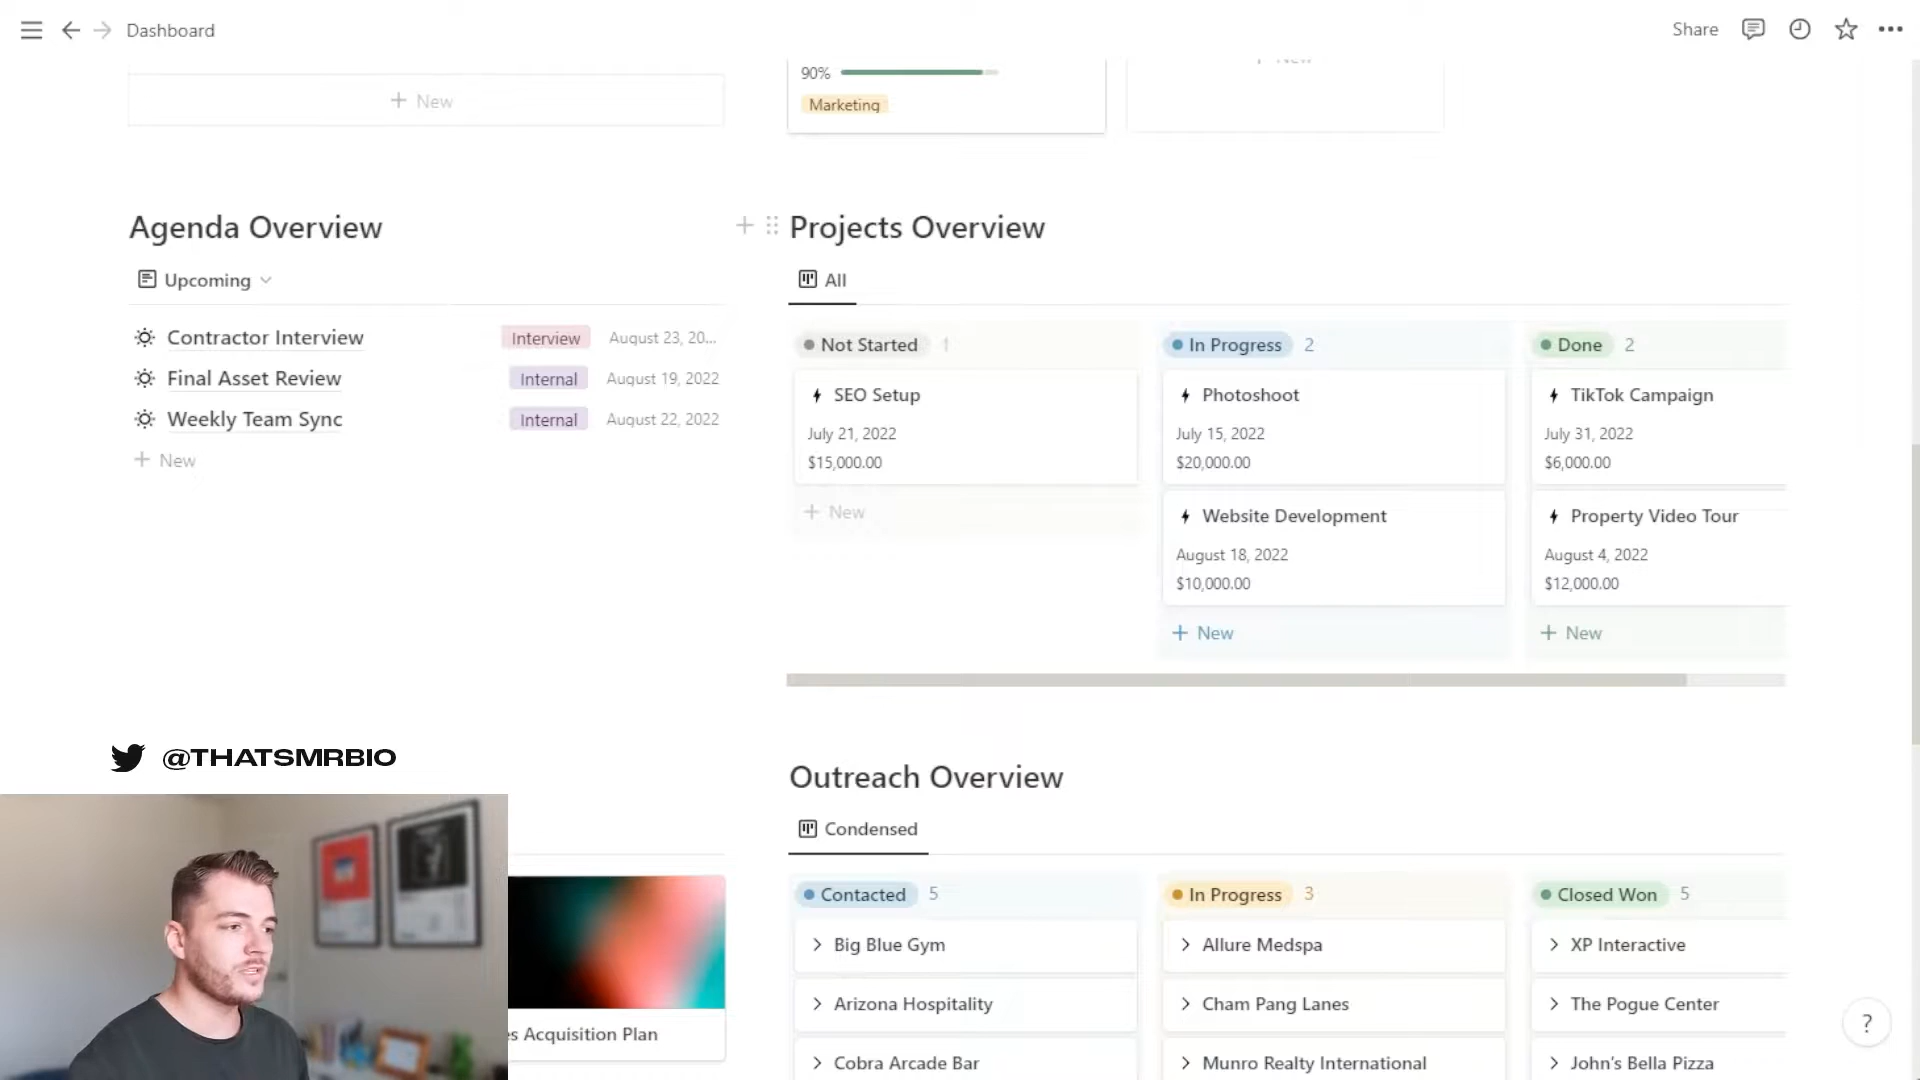 Dashboard
Share
+ New
90%
Marketing
+ New
Agenda Overview
Upcoming
Contractor Interview Interview August 23, 20...
Final Asset Review Internal August 19, 2022
Weekly Team Sync Internal August 22, 2022
+ New
Projects Overview
All
Not Started 1
SEO Setup
July 21, 2022
$15,000.00
+ New
In Progress 2
Photoshoot
July 15, 2022
$20,000.00
Website Development
August 18, 2022
$10,000.00
+ New
Done 2
TikTok Campaign
July 31, 2022
$6,000.00
Property Video Tour
August 4, 2022
$12,000.00
+ New
@THATSMRBIO
Acquisition Plan
Outreach Overview
Condensed
Contacted 5
Big Blue Gym
Arizona Hospitality
Cobra Arcade Bar
In Progress 3
Allure Medspa
Cham Pang Lanes
Munro Realty International
Closed Won 5
XP Interactive
The Pogue Center
John's Bella Pizza
?